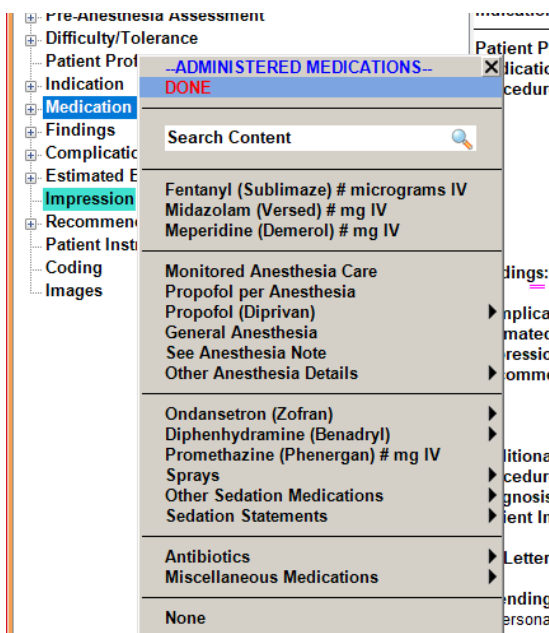 Pre-Anesthesia Assessment
Difficulty/Tolerance
Patient Prof
Indication
Medication
Findings
Complicatio
Estimated E
Impression
Recommen
Patient Inst
Coding
Images
--ADMINISTERED MEDICATIONS--
DONE
Search Content
Fentanyl (Sublimaze) # micrograms IV
Midazolam (Versed) # mg IV
Meperidine (Demerol) # mg IV
Monitored Anesthesia Care
Propofol per Anesthesia
Propofol (Diprivan)
General Anesthesia
See Anesthesia Note
Other Anesthesia Details
Ondansetron (Zofran)
Diphenhydramine (Benadryl)
Promethazine (Phenergan) # mg IV
Sprays
Other Sedation Medications
Sedation Statements
Antibiotics
Miscellaneous Medications
None
Patient P
dicatio
cedur
dings:
nplica
mated
ressio
comme
litiona
cedur
gnosis
ient In
Letter
nding
ersona